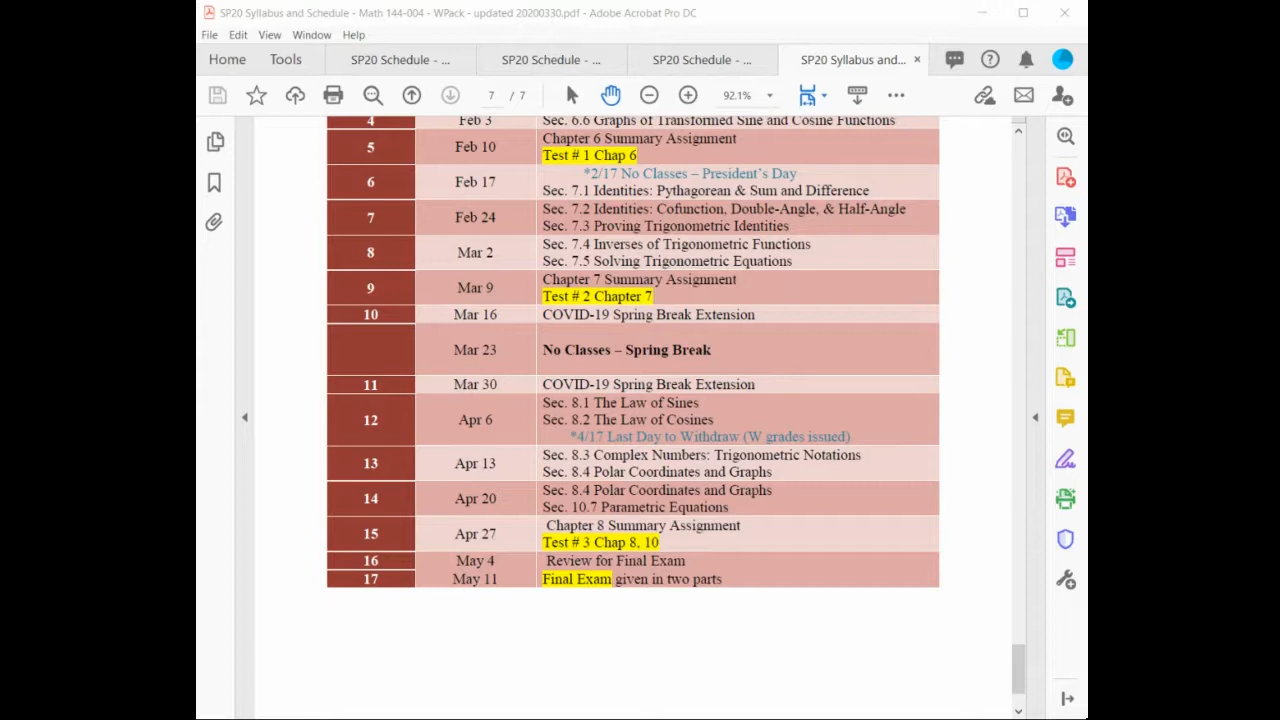 SP20 Syllabus and Schedule - Math 144-004 - WPack - updated 20200330.pdf - Adobe Acrobat Pro DC
File Edit View Window Help
Home Tools SP20 Schedule - ... SP20 Schedule - ... SP20 Schedule - ... SP20 Syllabus and... ×
7 / 7 92.1%
4 Feb 3 Sec. 6.6 Graphs of Transformed Sine and Cosine Functions
5 Feb 10 Chapter 6 Summary Assignment
Test # 1 Chap 6
6 Feb 17 *2/17 No Classes – President’s Day
Sec. 7.1 Identities: Pythagorean & Sum and Difference
7 Feb 24 Sec. 7.2 Identities: Cofunction, Double-Angle, & Half-Angle
Sec. 7.3 Proving Trigonometric Identities
8 Mar 2 Sec. 7.4 Inverses of Trigonometric Functions
Sec. 7.5 Solving Trigonometric Equations
9 Mar 9 Chapter 7 Summary Assignment
Test # 2 Chapter 7
10 Mar 16 COVID-19 Spring Break Extension
Mar 23 No Classes – Spring Break
11 Mar 30 COVID-19 Spring Break Extension
12 Apr 6 Sec. 8.1 The Law of Sines
Sec. 8.2 The Law of Cosines
*4/17 Last Day to Withdraw (W grades issued)
13 Apr 13 Sec. 8.3 Complex Numbers: Trigonometric Notations
Sec. 8.4 Polar Coordinates and Graphs
14 Apr 20 Sec. 8.4 Polar Coordinates and Graphs
Sec. 10.7 Parametric Equations
15 Apr 27 Chapter 8 Summary Assignment
Test # 3 Chap 8, 10
16 May 4 Review for Final Exam
17 May 11 Final Exam given in two parts